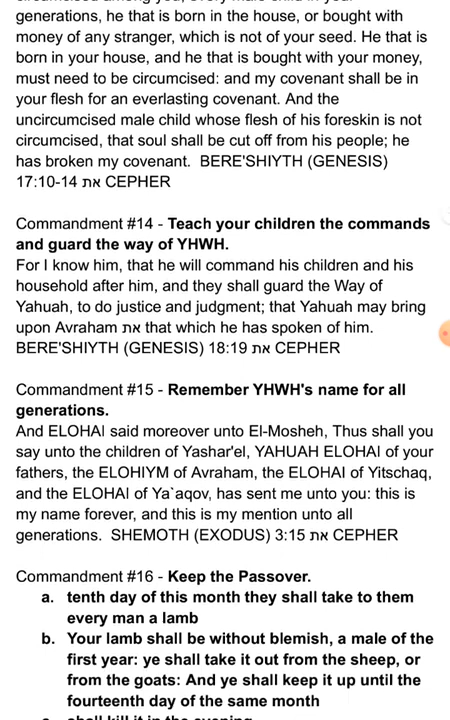 generations, he that is born in the house, or bought with
money of any stranger, which is not of your seed. He that is
born in your house, and he that is bought with your money,
must need to be circumcised: and my covenant shall be in
your flesh for an everlasting covenant. And the
uncircumcised male child whose flesh of his foreskin is not
circumcised, that soul shall be cut off from his people; he
has broken my covenant.  BERE'SHIYTH (GENESIS)
17:10-14 את CEPHER
Commandment #14 - Teach your children the commands
and guard the way of YHWH.
For I know him, that he will command his children and his
household after him, and they shall guard the Way of
Yahuah, to do justice and judgment; that Yahuah may bring
upon Avraham את that which he has spoken of him.
BERE'SHIYTH (GENESIS) 18:19 את CEPHER
Commandment #15 - Remember YHWH's name for all
generations.
And ELOHAI said moreover unto El-Mosheh, Thus shall you
say unto the children of Yashar'el, YAHUAH ELOHAI of your
fathers, the ELOHIYM of Avraham, the ELOHAI of Yitschaq,
and the ELOHAI of Ya`aqov, has sent me unto you: this is
my name forever, and this is my mention unto all
generations.  SHEMOTH (EXODUS) 3:15 את CEPHER
Commandment #16 - Keep the Passover.
a. tenth day of this month they shall take to them
every man a lamb
b. Your lamb shall be without blemish, a male of the
first year: ye shall take it out from the sheep, or
from the goats: And ye shall keep it up until the
fourteenth day of the same month